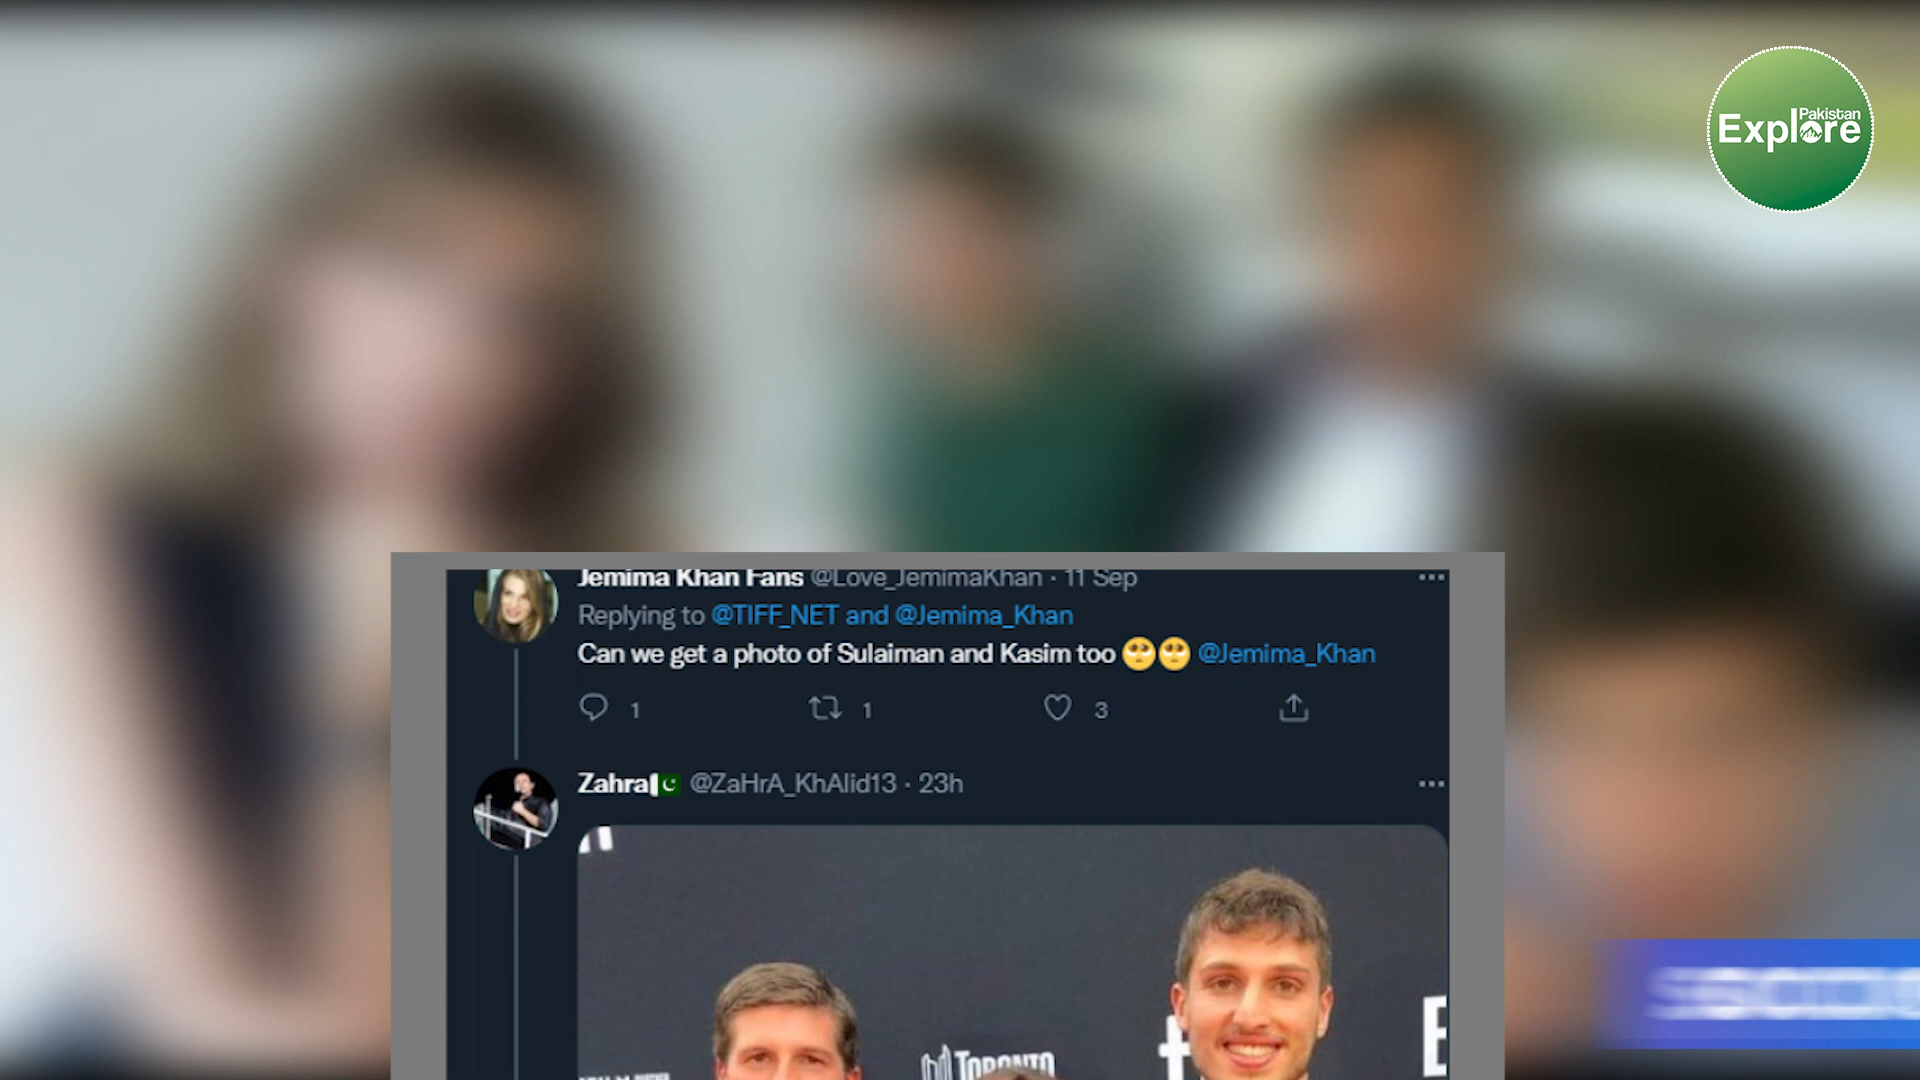 Pakistan
Explore
Jemima Khan Fans @Love_JemimaKhan · 11 Sep
Replying to @TIFF_NET and @Jemima_Khan
Can we get a photo of Sulaiman and Kasim too 🥺🥺 @Jemima_Khan
1 1 3
Zahra🇵🇰 @ZaHrA_KhAlid13 · 23h
TORONTO